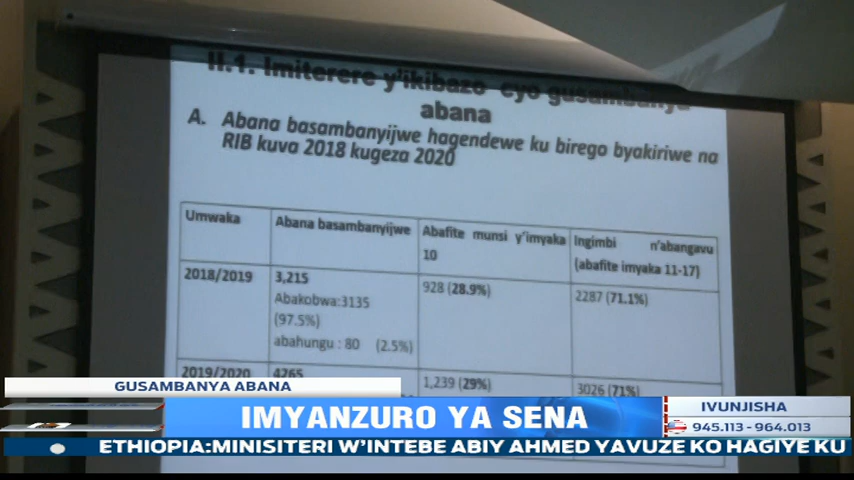 II.1. Imiterere y'ikibazo cyo gusambanya
abana
A. Abana basambanyijwe hagendewe ku birego byakiriwe na
RIB kuva 2018 kugeza 2020
Umwaka
Abana basambanyijwe
Abafite munsi y'imyaka
10
Ingimbi n'abangavu
(abafite imyaka 11-17)
2018/2019
3,215
Abakobwa:3135
(97.5%)
abahungu : 80 (2.5%)
928 (28.9%)
2287 (71.1%)
2019/2020
4265
1,239 (29%)
3026 (71%)
GUSAMBANYA ABANA
IMYANZURO YA SENA
IVUNJISHA
945.113 - 964.013
ETHIOPIA:MINISITERI W'INTEBE ABIY AHMED YAVUZE KO HAGIYE KU